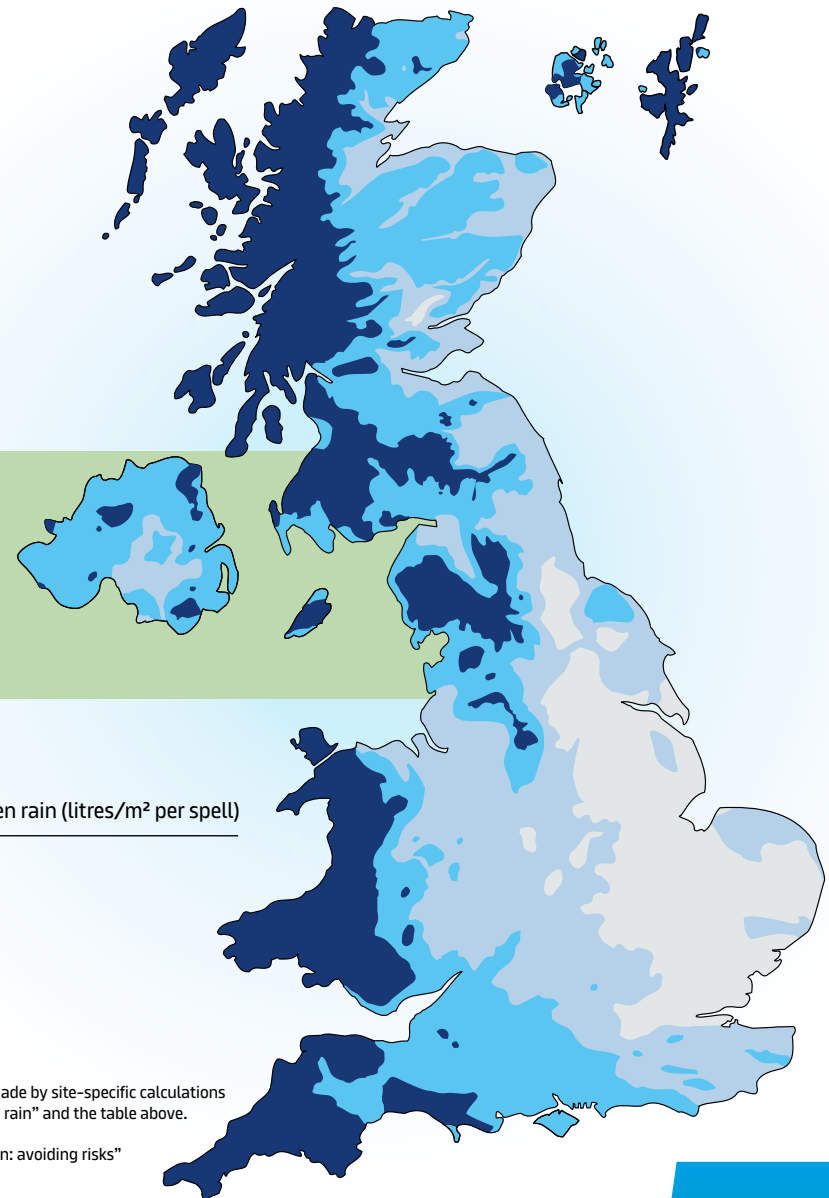 en rain (litres/m² per spell)
ade by site-specific calculations
rain” and the table above.
n: avoiding risks”